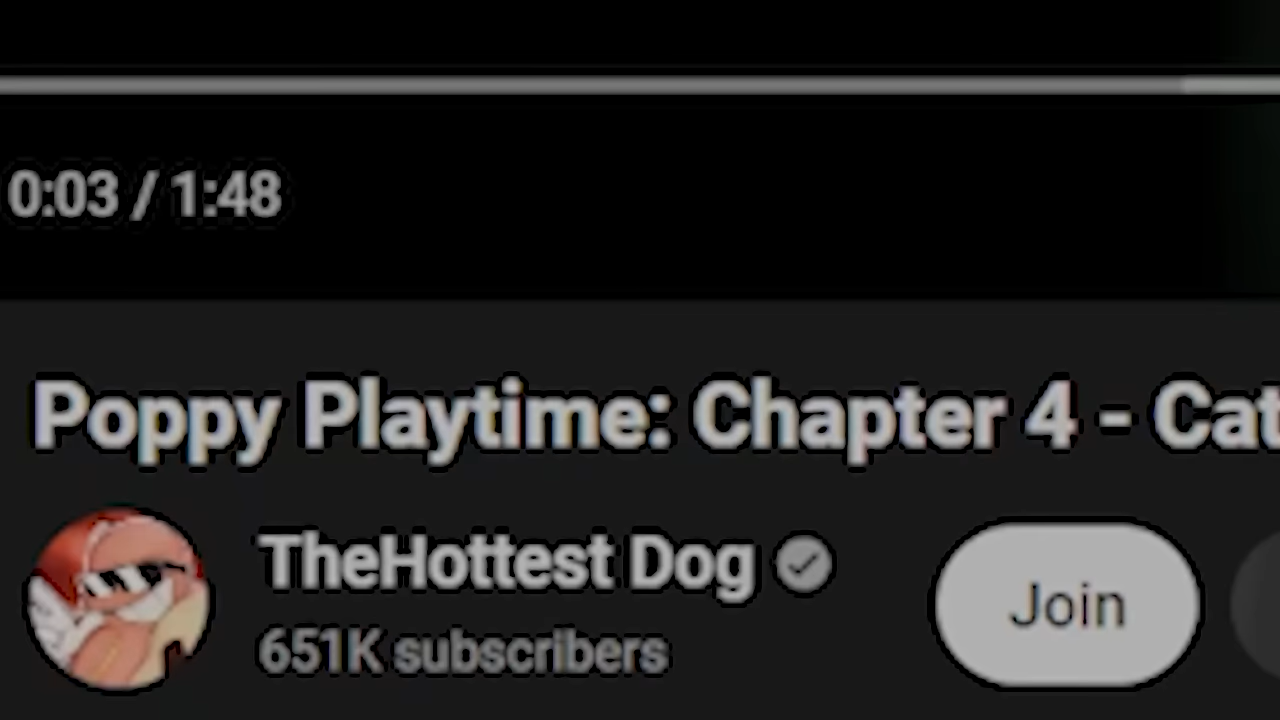 0:03 / 1:48
Poppy Playtime: Chapter 4 - Cat
TheHottest Dog
Join
651K subscribers